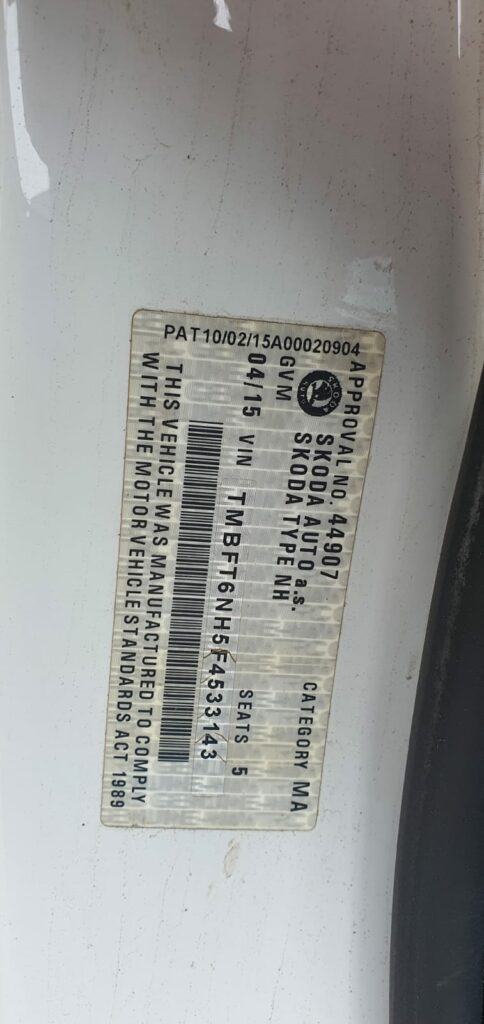 APPROVAL NO. 44907 CATEGORY MA
SKODA AUTO a.s.
SKODA TYPE NH
GVM SEATS 5
04/15 VIN TMBFT6NH5F4533143
THIS VEHICLE WAS MANUFACTURED TO COMPLY
WITH THE MOTOR VEHICLE STANDARDS ACT 1989
PAT10/02/15A00020904